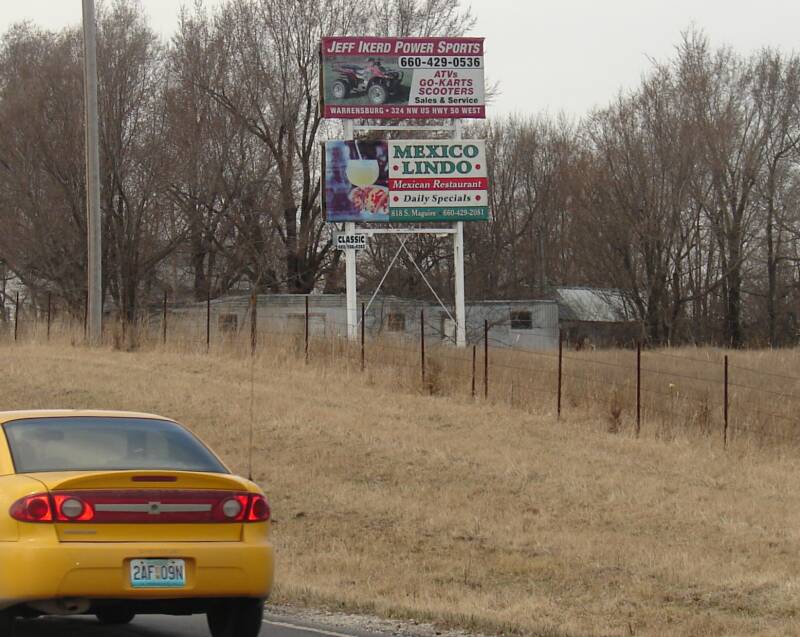 JEFF IKERD POWER SPORTS
660-429-0536
ATVs
GO-KARTS
SCOOTERS
Sales & Service
WARRENSBURG • 324 NW US HWY 50 WEST
MEXICO
• LINDO •
Mexican Restaurant
• Daily Specials •
818 S. Maguire • 660-429-2081
CLASSIC
2AF 09N